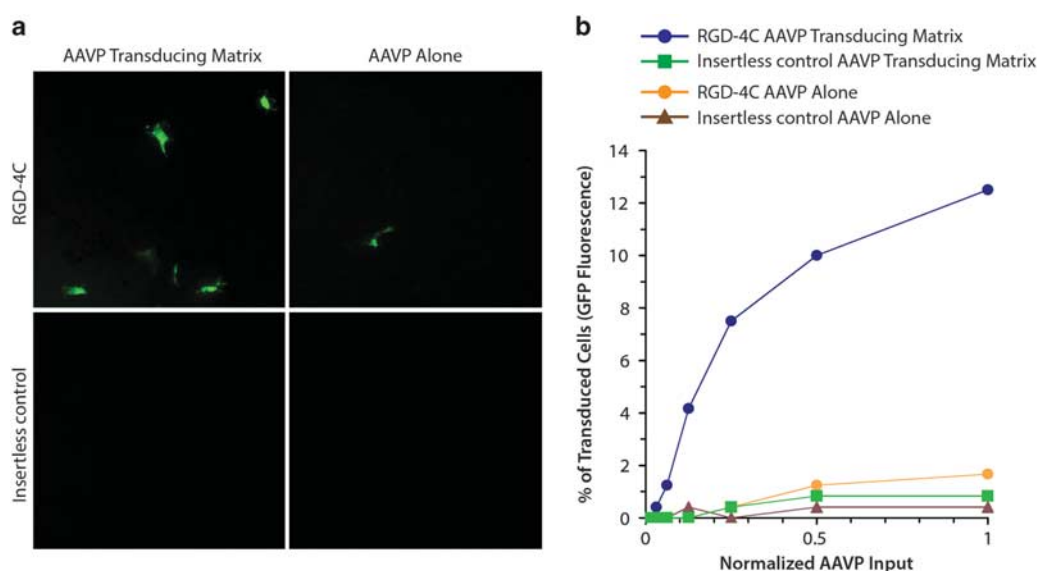 a
AAVP Transducing Matrix
AAVP Alone
RGD-4C
Insertless control
b
RGD-4C AAVP Transducing Matrix
Insertless control AAVP Transducing Matrix
RGD-4C AAVP Alone
Insertless control AAVP Alone
% of Transduced Cells (GFP Fluorescence)
14
12
10
8
6
4
2
0
0
0.5
1
Normalized AAVP Input